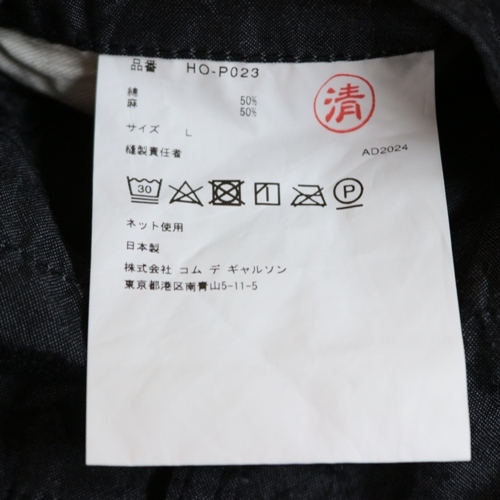 品番 HO-P023
綿 50%
麻 50%
サイズ L
縫製責任者
清
AD2024
30
P
ネット使用
日本製
株式会社 コム デ ギャルソン
東京都港区南青山5-11-5